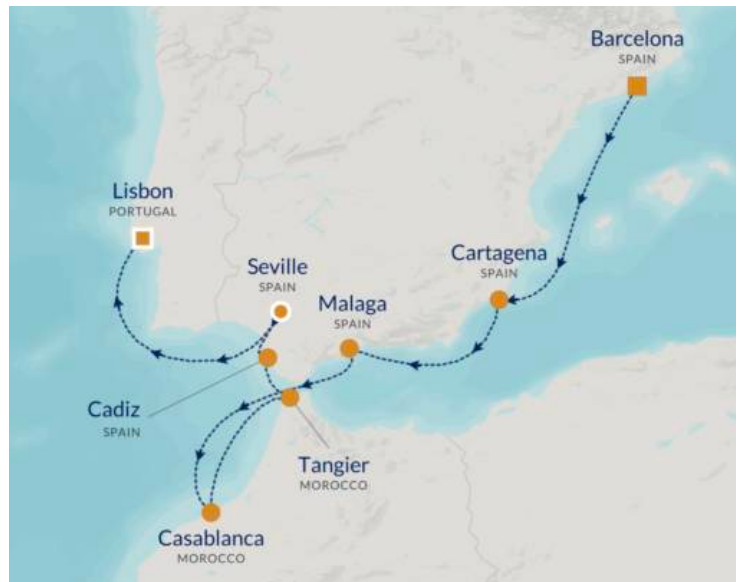 Barcelona
SPAIN
Lisbon
PORTUGAL
Cartagena
SPAIN
Seville
SPAIN
Malaga
SPAIN
Cadiz
SPAIN
Tangier
MOROCCO
Casablanca
MOROCCO